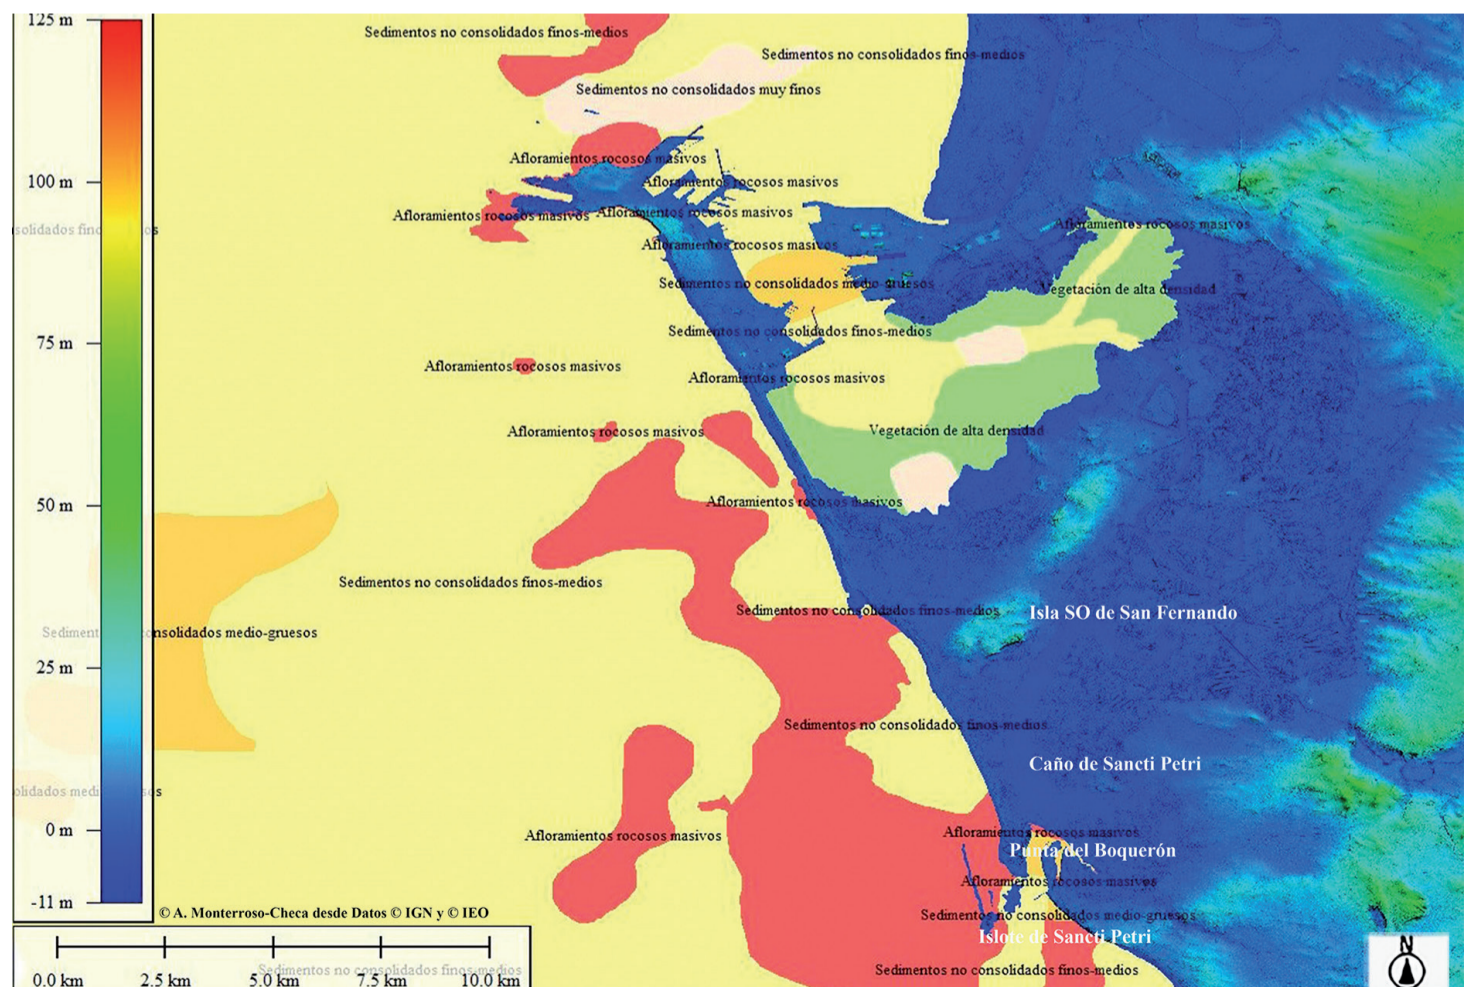 125 m
Sedimentos no consolidados finos-medios
Sedimentos no consolidados finos-medios
Sedimentos no consolidados muy finos
Afloramientos rocosos masivos
100 m
Afloramientos rocosos masivos
Afloramientos rocosos masivos
Afloramientos rocosos masivos
Afloramientos rocosos masivos
Afloramientos rocosos masivos
Sedimentos no consolidados medio-gruesos
Vegetación de alta densidad
Sedimentos no consolidados finos-medios
75 m
Afloramientos rocosos masivos
Afloramientos rocosos masivos
Afloramientos rocosos masivos
Vegetación de alta densidad
50 m
Afloramientos rocosos masivos
Sedimentos no consolidados finos-medios
Sedimentos no consolidados finos-medios
Isla SO de San Fernando
nsolidados medio-gruesos
25 m
Sedimentos no consolidados finos-medios
Caño de Sancti Petri
0 m
Afloramientos rocosos masivos
Afloramientos rocosos masivos
Punta del Boquerón
Afloramientos rocosos masivos
-11 m
© A. Monterroso-Checa desde Datos © IGN y © IEO
Sedimentos no consolidados medio-gruesos
Islote de Sancti Petri
N
Sedimentos no consolidados finos-medios
Sedimentos no consolidados finos-medios
0.0 km 2.5 km 5.0 km 7.5 km 10.0 km